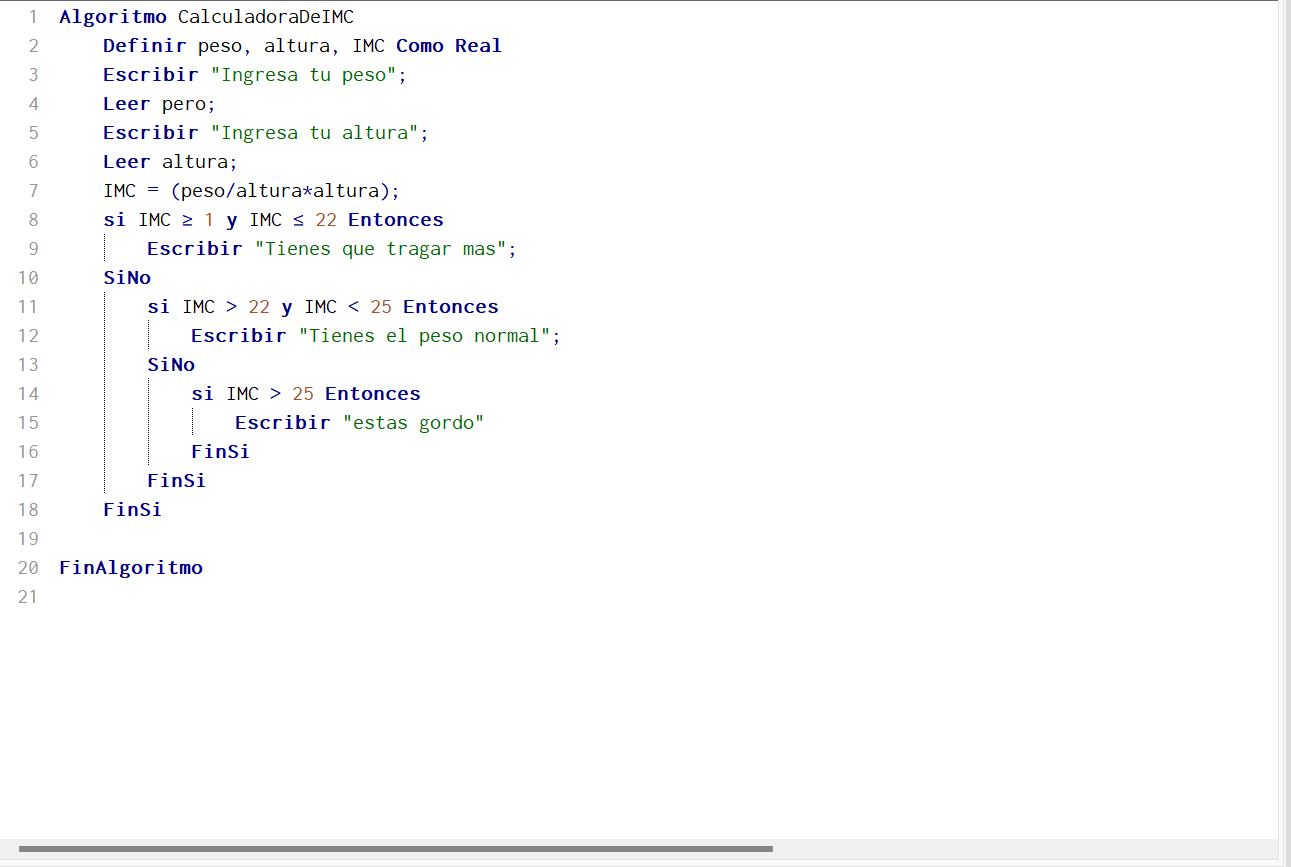 1 Algoritmo CalculadoraDeIMC
2 Definir peso, altura, IMC Como Real
3 Escribir "Ingresa tu peso";
4 Leer pero;
5 Escribir "Ingresa tu altura";
6 Leer altura;
7 IMC = (peso/altura*altura);
8 si IMC ≥ 1 y IMC ≤ 22 Entonces
9 Escribir "Tienes que tragar mas";
10 SiNo
11 si IMC > 22 y IMC < 25 Entonces
12 Escribir "Tienes el peso normal";
13 SiNo
14 si IMC > 25 Entonces
15 Escribir "estas gordo"
16 FinSi
17 FinSi
18 FinSi
19
20 FinAlgoritmo
21